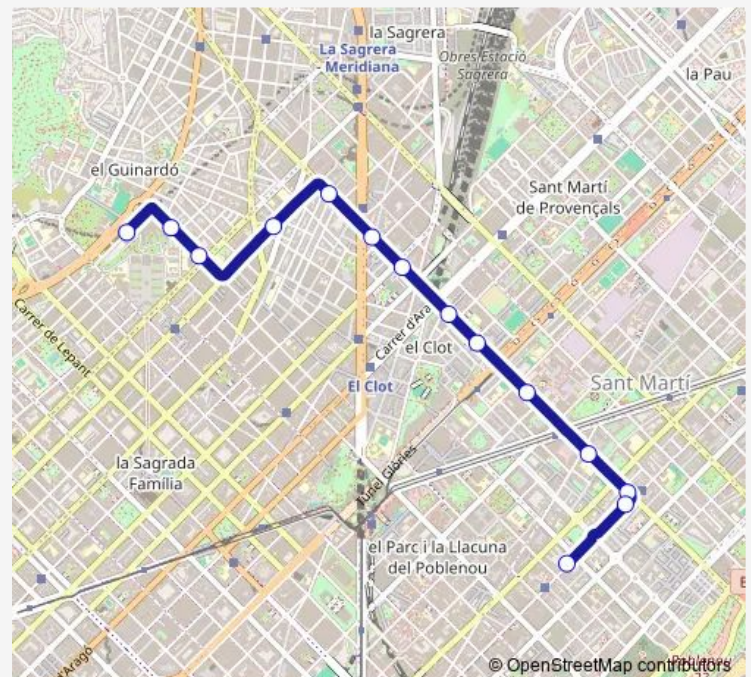 la Sagrera
La Sagrera
Meridiana
Obres Estació
Sagrera
la Pau
el Guinardó
Sant Martí
de Provençals
Carrer de Lepant
Carrer d'Ara
el Clot
El Clot
Sant Martí
la Sagrada
Família
Túnel Glòries
el Parc i la Llacuna
del Poblenou
d'Aragó
© OpenStreetMap contributors